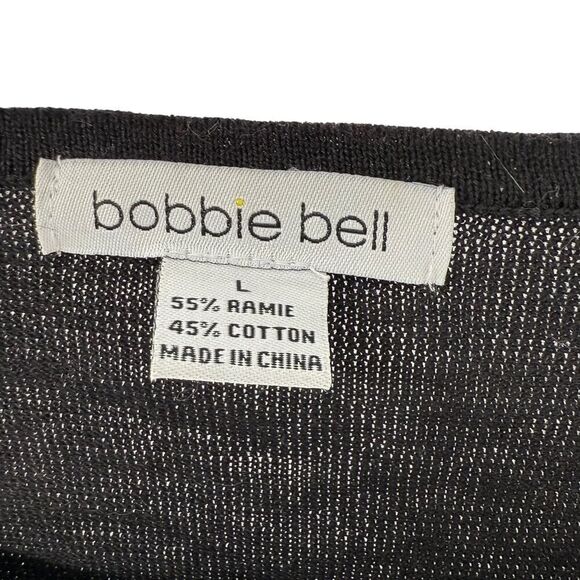 bobbie bell
L
55% RAMIE
45% COTTON
MADE IN CHINA